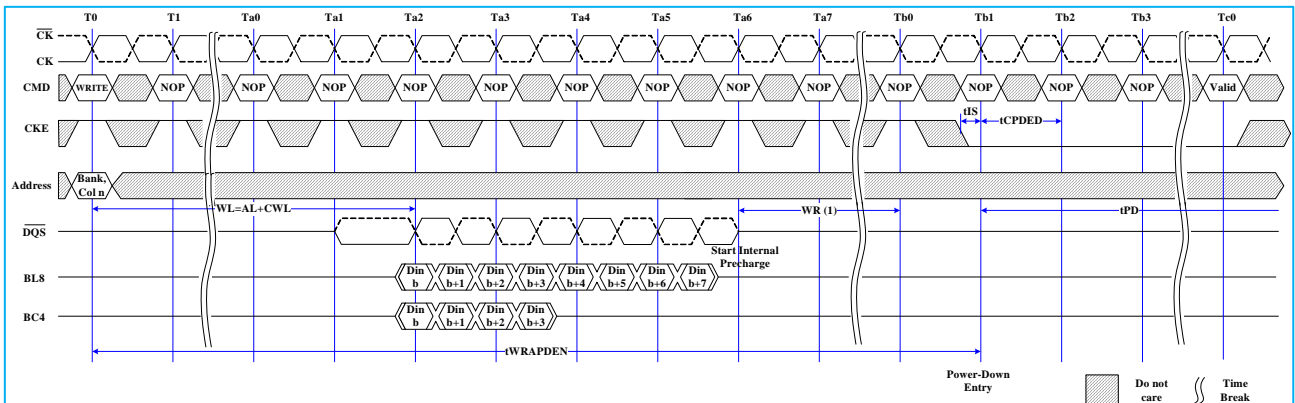 T0 T1 Ta0 Ta1 Ta2 Ta3 Ta4 Ta5 Ta6 Ta7 Tb0 Tb1 Tb2 Tb3 Tc0
CK
CK
CMD WRITE NOP NOP NOP NOP NOP NOP NOP NOP NOP NOP NOP NOP NOP Valid
tIS
CKE tCPDED
Address Bank,
Col n
WL=AL+CWL WR (1) tPD
DQS
Start Internal
Precharge
BL8 Din b Din b+1 Din b+2 Din b+3 Din b+4 Din b+5 Din b+6 Din b+7
BC4 Din b Din b+1 Din b+2 Din b+3
tWRAPDEN
Power-Down
Entry
Do not
care
Time
Break